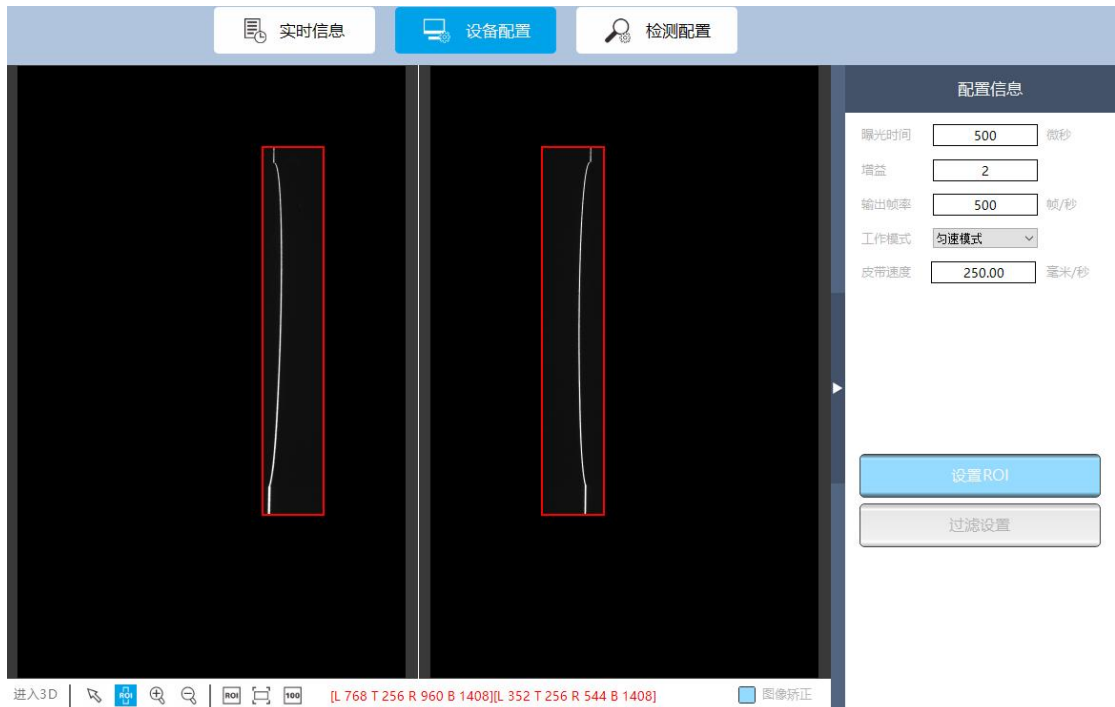 实时信息 设备配置 检测配置
配置信息
曝光时间 500 微秒
增益 2
输出帧率 500 帧/秒
工作模式 匀速模式
皮带速度 250.00 毫米/秒
设置ROI
过滤设置
进入3D ROI ROI 100 [L 768 T 256 R 960 B 1408][L 352 T 256 R 544 B 1408] 图像矫正